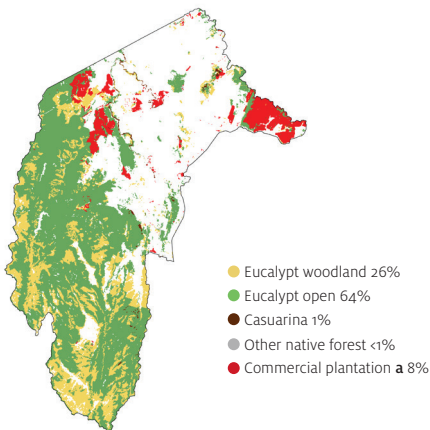 Eucalypt woodland 26%
Eucalypt open 64%
Casuarina 1%
Other native forest <1%
Commercial plantation a 8%